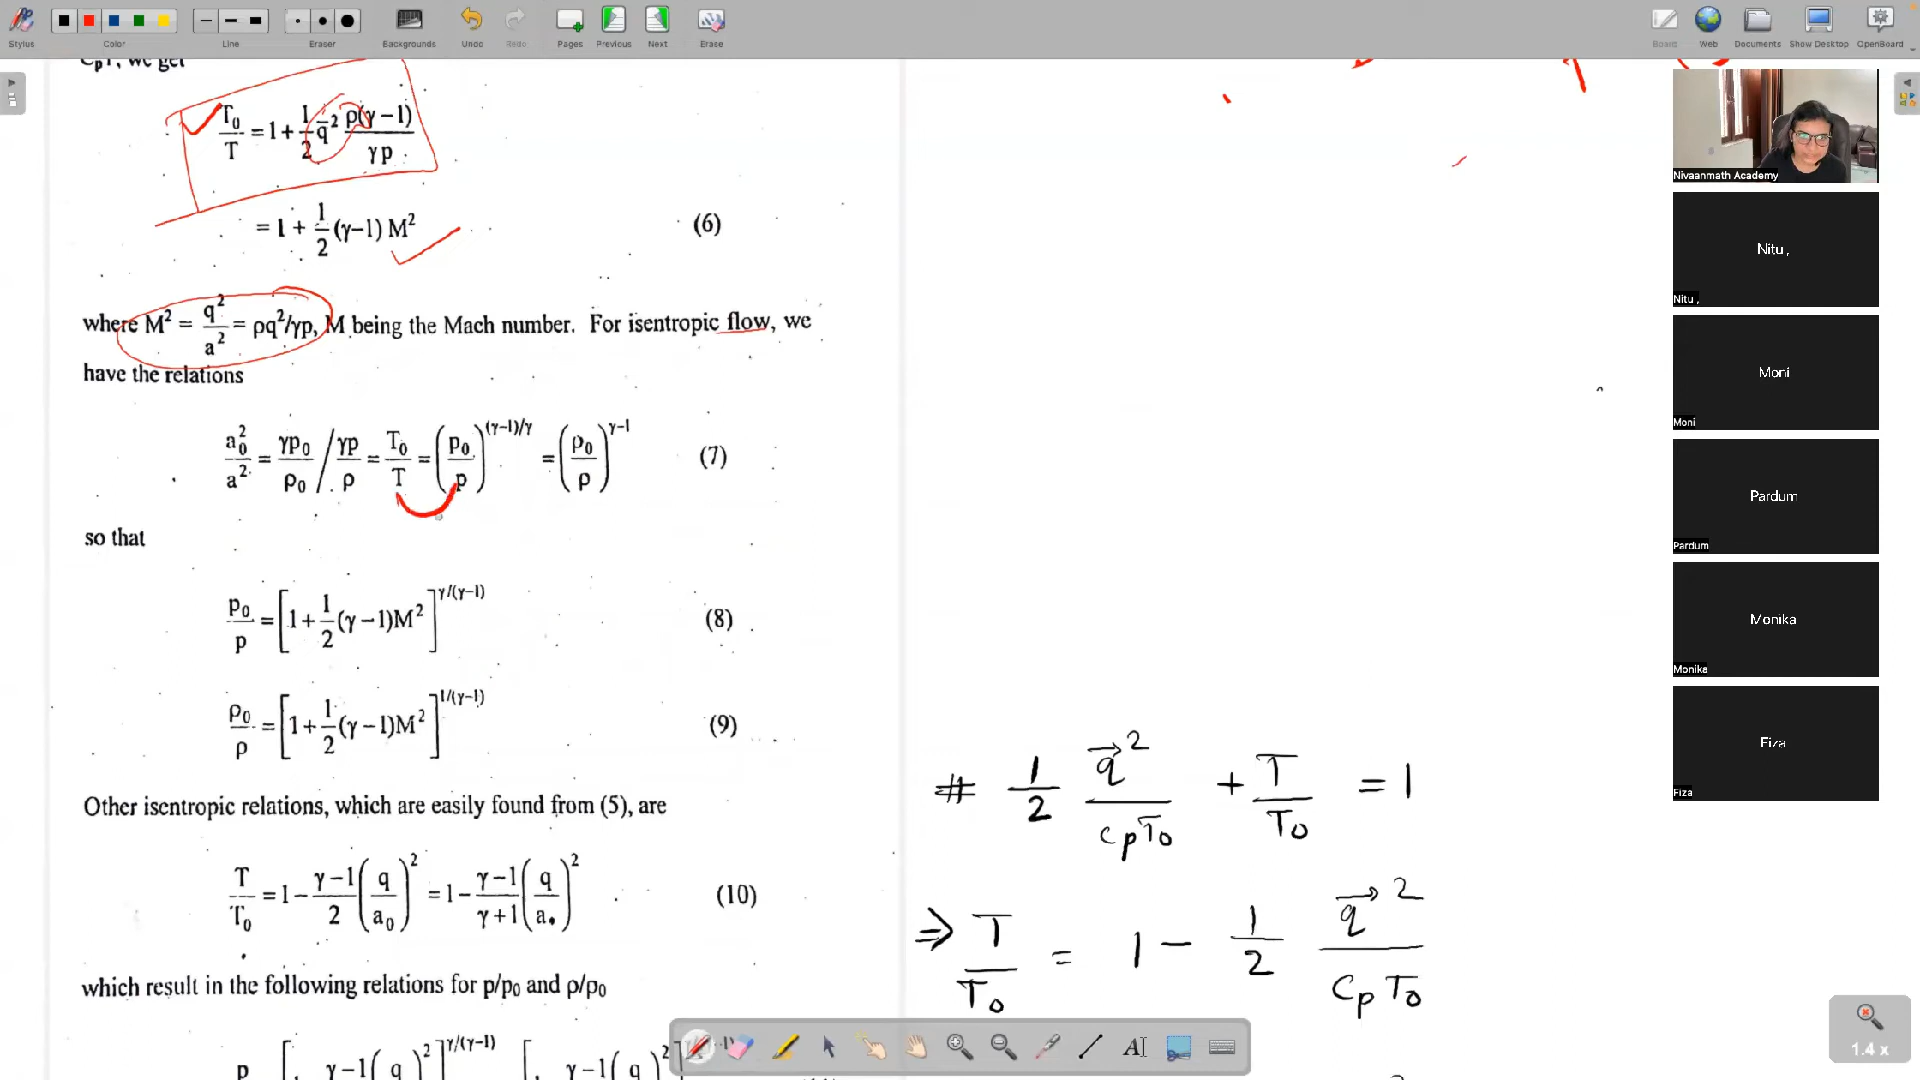 Stylus
Color
Line
Eraser
Backgrounds
Undo
Redo
Pages
Previous
Next
Erase
Board
Web
Documents
Show Desktop
OpenBoard
CpT, we get
T₀/T = 1 + 1/2 q̄² ρ(γ−1)/γp
= 1 + 1/2 (γ−1) M² (6)
where M² = q²/a² = ρq²/γp, M being the Mach number. For isentropic flow, we
have the relations
a₀²/a² = γp₀/ρ₀ / γp/ρ = T₀/T = (p₀/p)^(γ−1)/γ = (ρ₀/ρ)^γ−1 (7)
so that
p₀/p = [1 + 1/2 (γ−1)M²]^γ/(γ−1) (8)
ρ₀/ρ = [1 + 1/2 (γ−1)M²]^1/(γ−1) (9)
Other isentropic relations, which are easily found from (5), are
T/T₀ = 1 − γ−1/2 (q/a₀)² = 1 − γ−1/γ+1 (q/a*)² (10)
which result in the following relations for p/p₀ and ρ/ρ₀
# 1/2 q⃗²/cpT₀ + T/T₀ = 1
⇒ T/T₀ = 1 − 1/2 q⃗²/CpT₀
Nivaanmath Academy
Nitu ,
Nitu ,
Moni
Moni
Pardum
Pardum
Monika
Monika
Fiza
Fiza
1.4 x